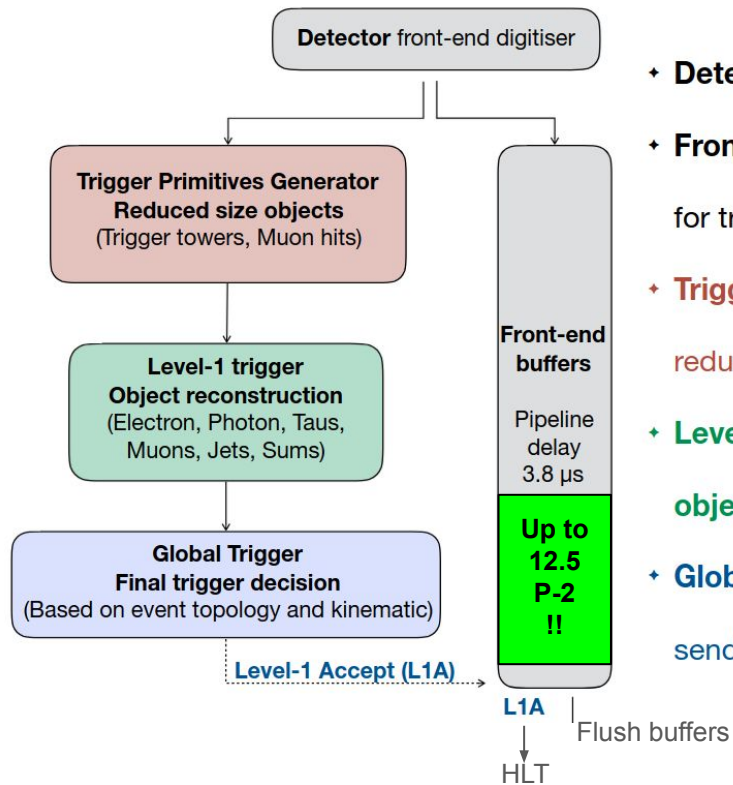 Detector front-end digitiser
Trigger Primitives Generator
Reduced size objects
(Trigger towers, Muon hits)
Level-1 trigger
Object reconstruction
(Electron, Photon, Taus,
Muons, Jets, Sums)
Global Trigger
Final trigger decision
(Based on event topology and kinematic)
Level-1 Accept (L1A)
Front-end
buffers
Pipeline
delay
3.8 µs
Up to
12.5
P-2
!!
L1A
Flush buffers
HLT
Dete
Fron
for tr
Trigg
redu
Leve
obje
Glob
send